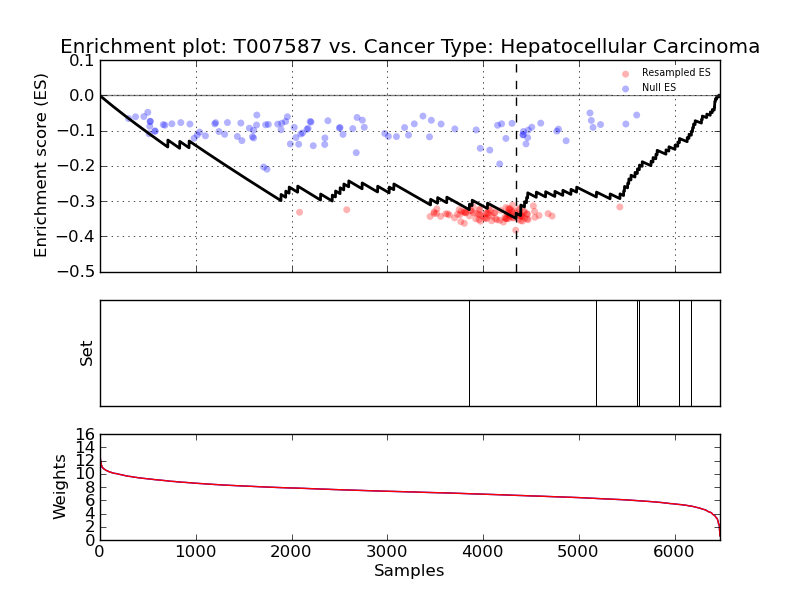 Enrichment plot: T007587 vs. Cancer Type: Hepatocellular Carcinoma
0.1
0.0
−0.1
−0.2
−0.3
−0.4
−0.5
Enrichment score (ES)
Resampled ES
Null ES
Set
16
14
12
10
8
6
4
2
0
Weights
0 1000 2000 3000 4000 5000 6000
Samples